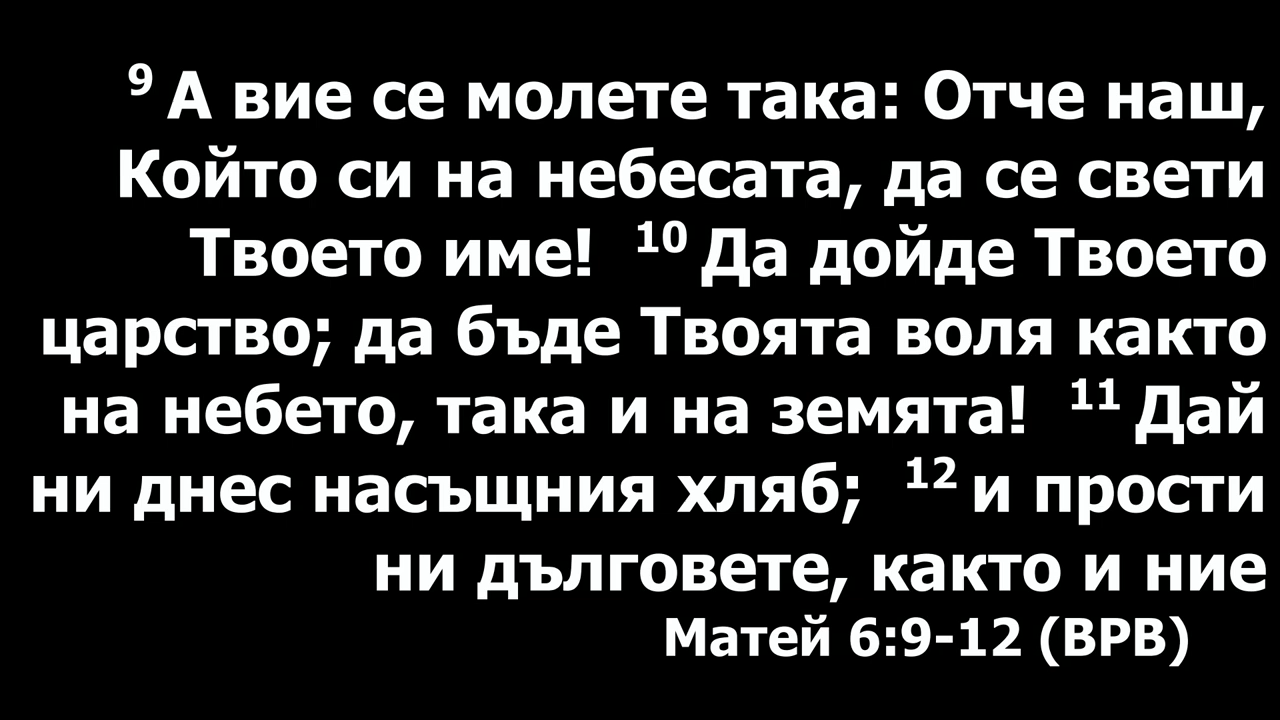 9 А вие се молете така: Отче наш,
Който си на небесата, да се свети
Твоето име! 10 Да дойде Твоето
царство; да бъде Твоята воля както
на небето, така и на земята! 11 Дай
ни днес насъщния хляб; 12 и прости
ни дълговете, както и ние
Матей 6:9-12 (ВРВ)